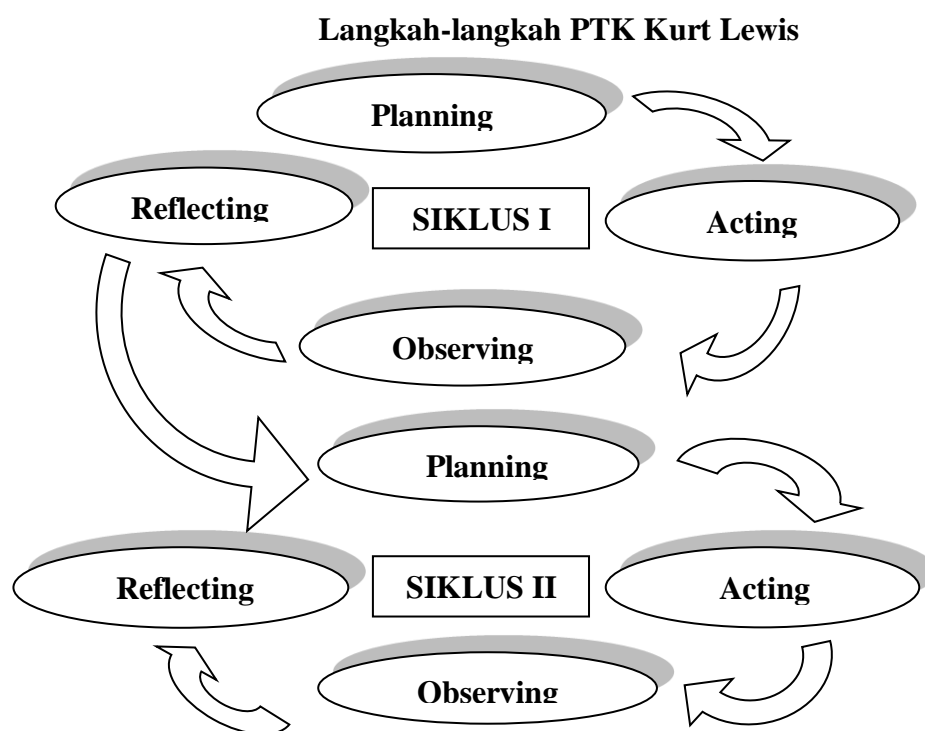 Langkah-langkah PTK Kurt Lewis
Planning
Reflecting
SIKLUS I
Acting
Observing
Planning
Reflecting
SIKLUS II
Acting
Observing